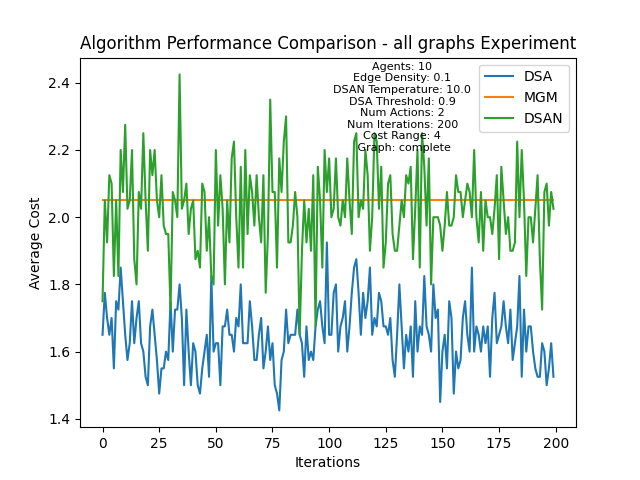 Algorithm Performance Comparison - all graphs Experiment
Agents: 10
Edge Density: 0.1
DSAN Temperature: 10.0
DSA Threshold: 0.9
Num Actions: 2
Num Iterations: 200
Cost Range: 4
Graph: complete
DSA
MGM
DSAN
Average Cost
2.4
2.2
2.0
1.8
1.6
1.4
0 25 50 75 100 125 150 175 200
Iterations